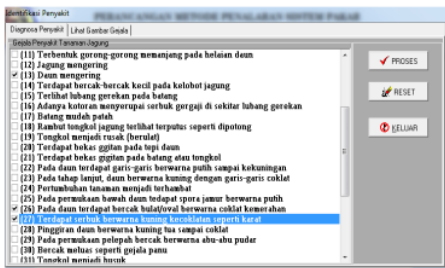 Identifikasi Penyakit
PERANCANGAN METODE PENALARAN SISTEM PAKAR
Diagnosa Penyakit
Lihat Gambar Gejala
Gejala Penyakit Tanaman Jagung
(11) Terbentuk gorong-gorong memanjang pada helaian daun
(12) Jagung mengering
(13) Daun mengering
(14) Terdapat bercak-bercak kecil pada kelobot jagung
(15) Terlihat lubang gerekan pada batang
(16) Adanya kotoran menyerupai serbuk gergaji di sekitar lubang gerekan
(17) Batang mudah patah
(18) Rambut tongkol jagung terlihat terputus seperti dipotong
(19) Tongkol menjadi rusak (berulat)
(20) Terdapat bekas ggitan pada tepi daun
(21) Terdapat bekas gigitan pada batang atau tongkol
(22) Pada daun terdapat garis-garis berwarna putih sampai kekuningan
(23) Pada tahap lanjut, daun berwarna kuning dengan garis-garis coklat
(24) Pertumbuhan tanaman menjadi terhambat
(25) Pada permukaan bawah daun tedapat spora jamur berwarna putih
(26) Pada daun terdapat bercak bulat/oval berwarna coklat kemerahan
(27) Terdapat serbuk berwarna kuning kecoklatan seperti karat
(28) Pinggiran daun berwarna kuning tua sampai coklat
(29) Pada permukaan pelepah bercak berwarna abu-abu pudar
(30) Bercak meluas seperti gejala panu
(31) Tongkol menjadi busuk
PROSES
RESET
KELUAR